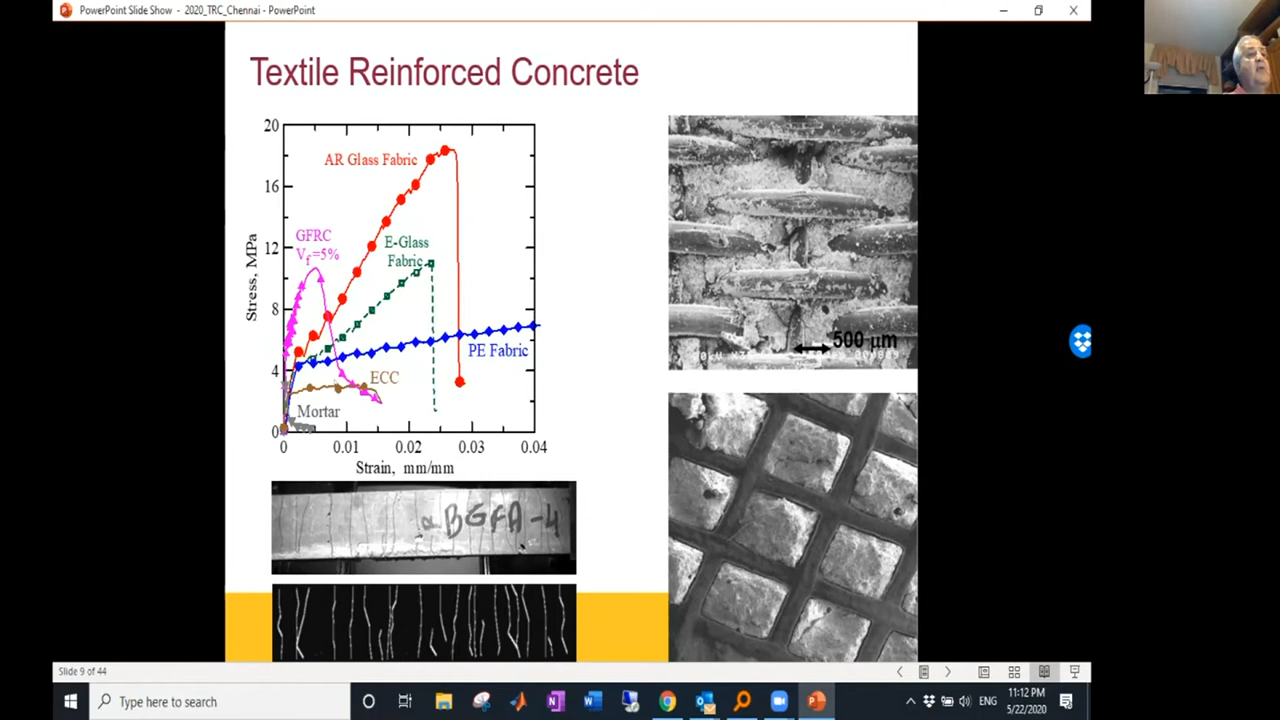 PowerPoint Slide Show - 2020_TRC_Chennai - PowerPoint
Textile Reinforced Concrete
20
16
12
8
4
0
Stress, MPa
AR Glass Fabric
GFRC
Vf=5%
E-Glass
Fabric
PE Fabric
ECC
Mortar
0 0.01 0.02 0.03 0.04
Strain, mm/mm
500 µm
BGFA-4
Slide 9 of 44
Type here to search
ENG
11:12 PM
5/22/2020